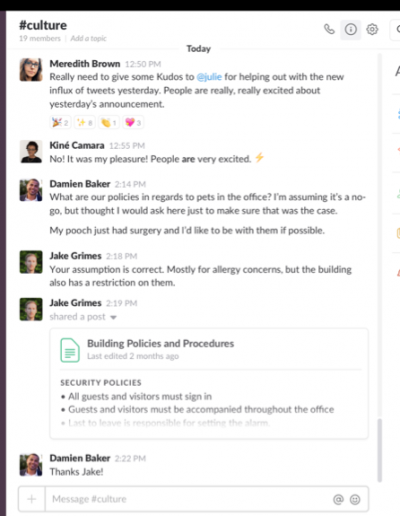 #culture
19 members | Add a topic
Today
Meredith Brown 12:50 PM
Really need to give some Kudos to @julie for helping out with the new
influx of tweets yesterday. People are really, really excited about
yesterday's announcement.
2 8 1 3
Kiné Camara 12:55 PM
No! It was my pleasure! People are very excited. ⚡
Damien Baker 2:14 PM
What are our policies in regards to pets in the office? I'm assuming it's a no-
go, but thought I would ask here just to make sure that was the case.
My pooch just had surgery and I'd like to be with them if possible.
Jake Grimes 2:18 PM
Your assumption is correct. Mostly for allergy concerns, but the building
also has a restriction on them.
Jake Grimes 2:19 PM
shared a post
Building Policies and Procedures
Last edited 2 months ago
SECURITY POLICIES
• All guests and visitors must sign in
• Guests and visitors must be accompanied throughout the office
• Last to leave is responsible for setting the alarm.
Damien Baker 2:22 PM
Thanks Jake!
+ Message #culture @